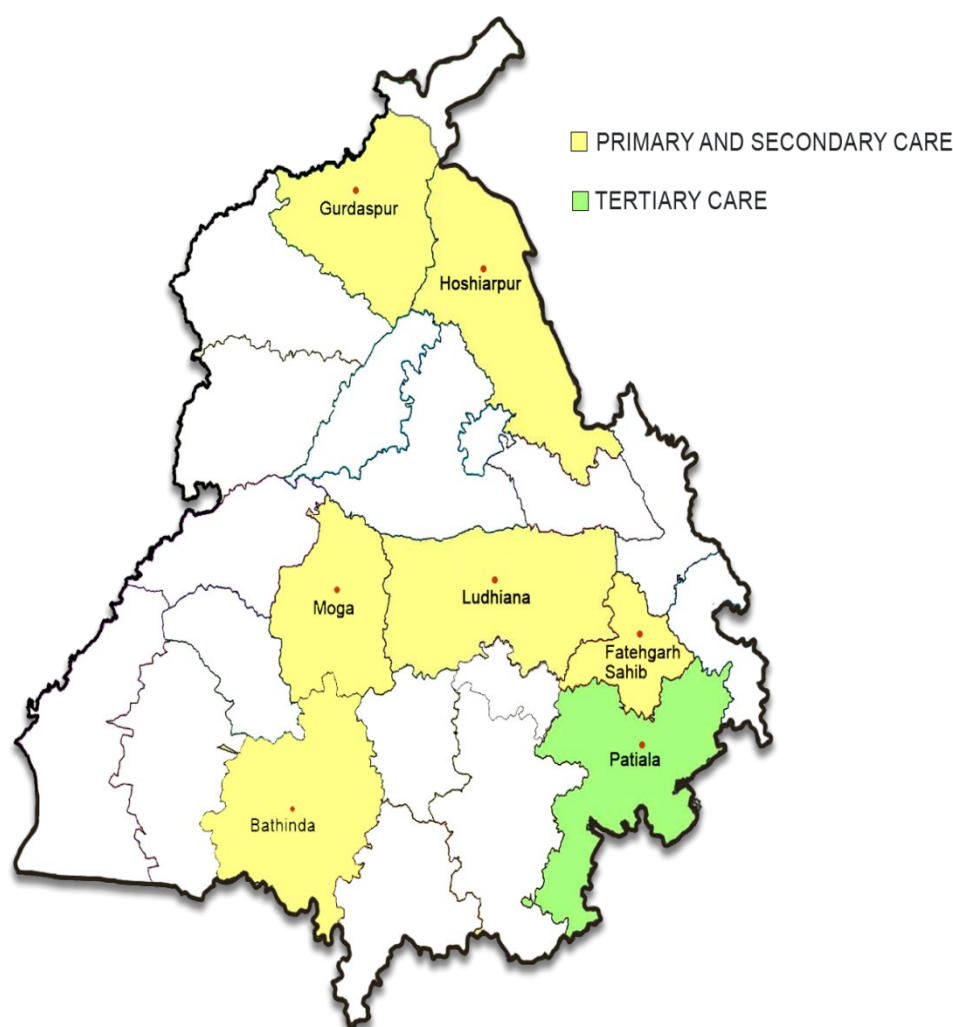 PRIMARY AND SECONDARY CARE
TERTIARY CARE
Gurdaspur
Hoshiarpur
Moga
Ludhiana
Fatehgarh
Sahib
Patiala
Bathinda